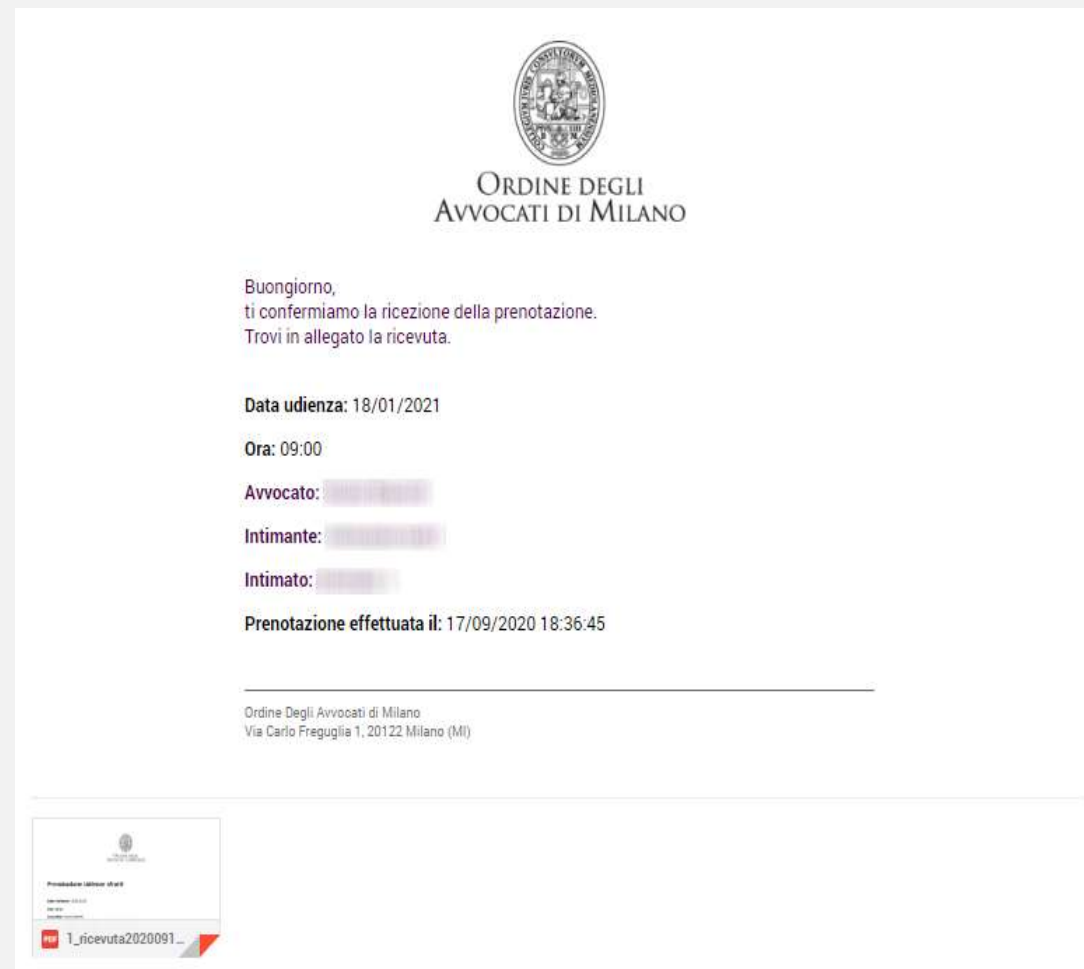 ORDINE DEGLI
AVVOCATI DI MILANO
Buongiorno,
ti confermiamo la ricezione della prenotazione.
Trovi in allegato la ricevuta.
Data udienza: 18/01/2021
Ora: 09:00
Avvocato:
Intimante:
Intimato:
Prenotazione effettuata il: 17/09/2020 18:36:45
Ordine Degli Avvocati di Milano
Via Carlo Freguglia 1, 20122 Milano (MI)
PDF 1_ricevuta2020091...